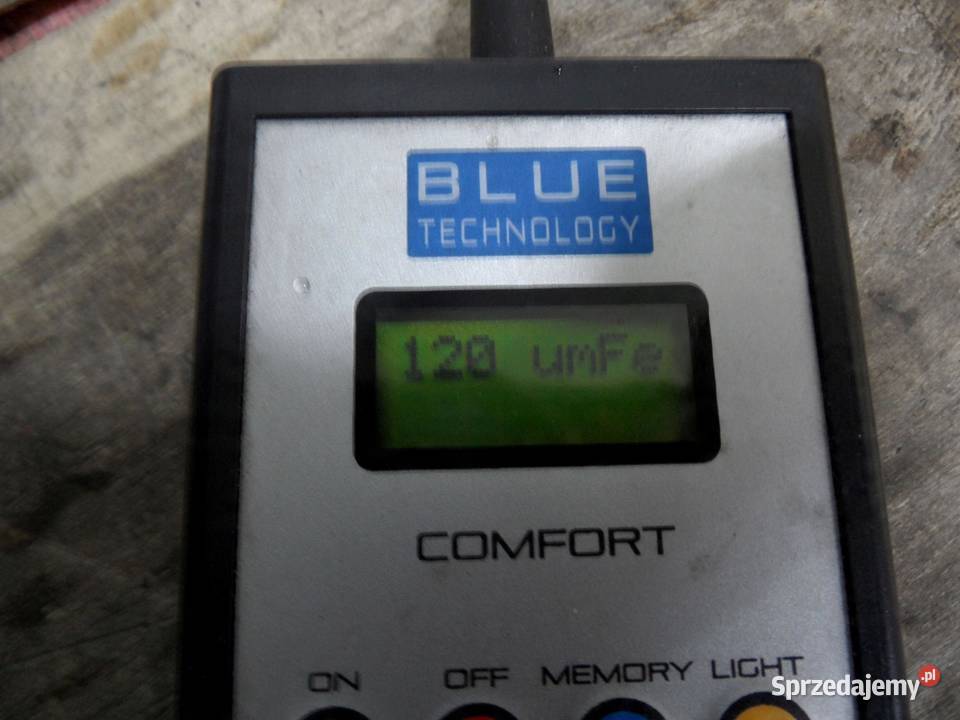 BLUE
TECHNOLOGY
120 umFe
COMFORT
ON OFF MEMORY LIGHT
Sprzedajemy.pl